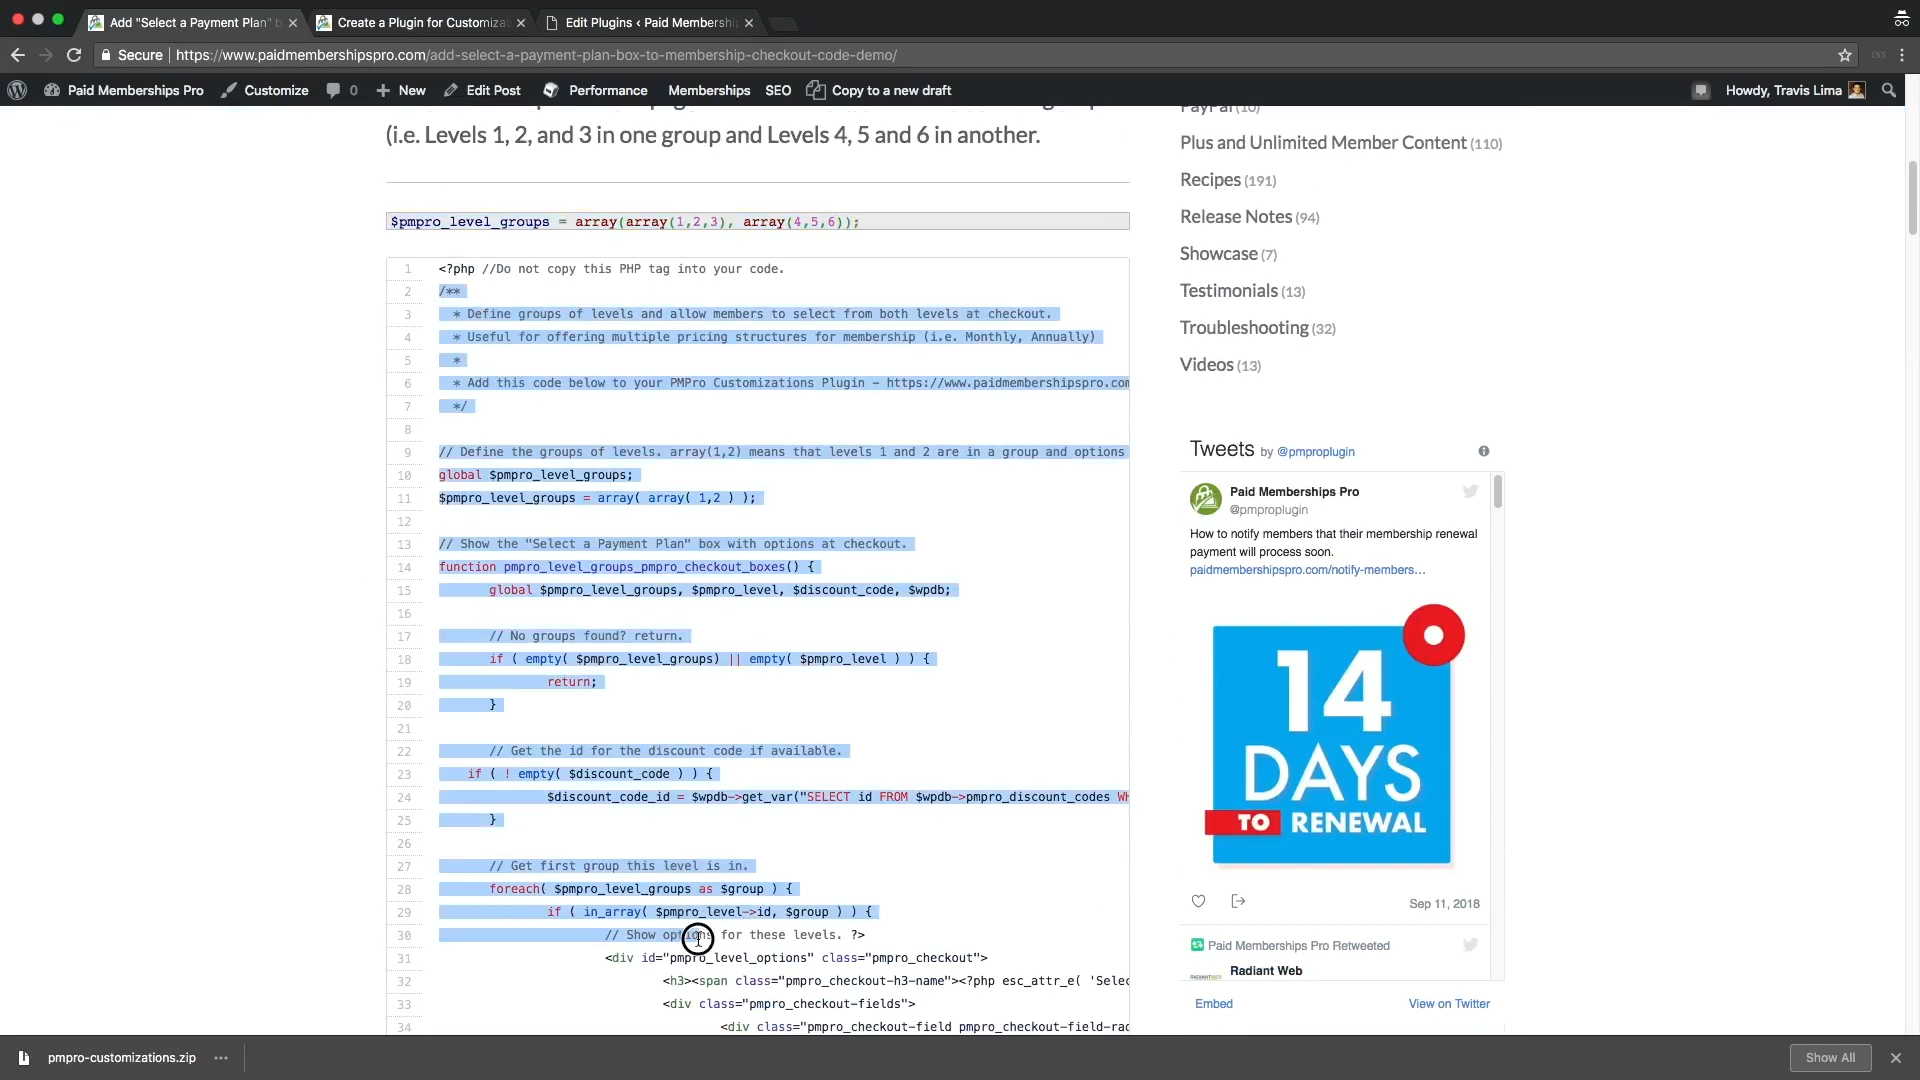 Add "Select a Payment Plan"
Create a Plugin for Customiza
Edit Plugins ‹ Paid Membershi
Secure
https://www.paidmembershipspro.com/add-select-a-payment-plan-box-to-membership-checkout-code-demo/
Paid Memberships Pro
Customize
0
New
Edit Post
Performance
Memberships
SEO
Copy to a new draft
Howdy, Travis Lima
(i.e. Levels 1, 2, and 3 in one group and Levels 4, 5 and 6 in another.
$pmpro_level_groups = array(array(1,2,3), array(4,5,6));
1 <?php //Do not copy this PHP tag into your code.
2 /**
3 * Define groups of levels and allow members to select from both levels at checkout.
4 * Useful for offering multiple pricing structures for membership (i.e. Monthly, Annually)
5 *
6 * Add this code below to your PMPro Customizations Plugin - https://www.paidmembershipspro.com
7 */
8
9 // Define the groups of levels. array(1,2) means that levels 1 and 2 are in a group and options
10 global $pmpro_level_groups;
11 $pmpro_level_groups = array( array( 1,2 ) );
12
13 // Show the "Select a Payment Plan" box with options at checkout.
14 function pmpro_level_groups_pmpro_checkout_boxes() {
15 global $pmpro_level_groups, $pmpro_level, $discount_code, $wpdb;
16
17 // No groups found? return.
18 if ( empty( $pmpro_level_groups) || empty( $pmpro_level ) ) {
19 return;
20 }
21
22 // Get the id for the discount code if available.
23 if ( ! empty( $discount_code ) ) {
24 $discount_code_id = $wpdb->get_var("SELECT id FROM $wpdb->pmpro_discount_codes WH
25 }
26
27 // Get first group this level is in.
28 foreach( $pmpro_level_groups as $group ) {
29 if ( in_array( $pmpro_level->id, $group ) ) {
30 // Show options for these levels. ?>
31 <div id="pmpro_level_options" class="pmpro_checkout">
32 <h3><span class="pmpro_checkout-h3-name"><?php esc_attr_e( 'Selec
33 <div class="pmpro_checkout-fields">
34 <div class="pmpro_checkout-field pmpro_checkout-field-rad
PayPal (10)
Plus and Unlimited Member Content (110)
Recipes (191)
Release Notes (94)
Showcase (7)
Testimonials (13)
Troubleshooting (32)
Videos (13)
Tweets by @pmproplugin
Paid Memberships Pro
@pmproplugin
How to notify members that their membership renewal
payment will process soon.
paidmembershipspro.com/notify-members…
14
DAYS
TO RENEWAL
Sep 11, 2018
Paid Memberships Pro Retweeted
Radiant Web
Embed
View on Twitter
pmpro-customizations.zip
Show All